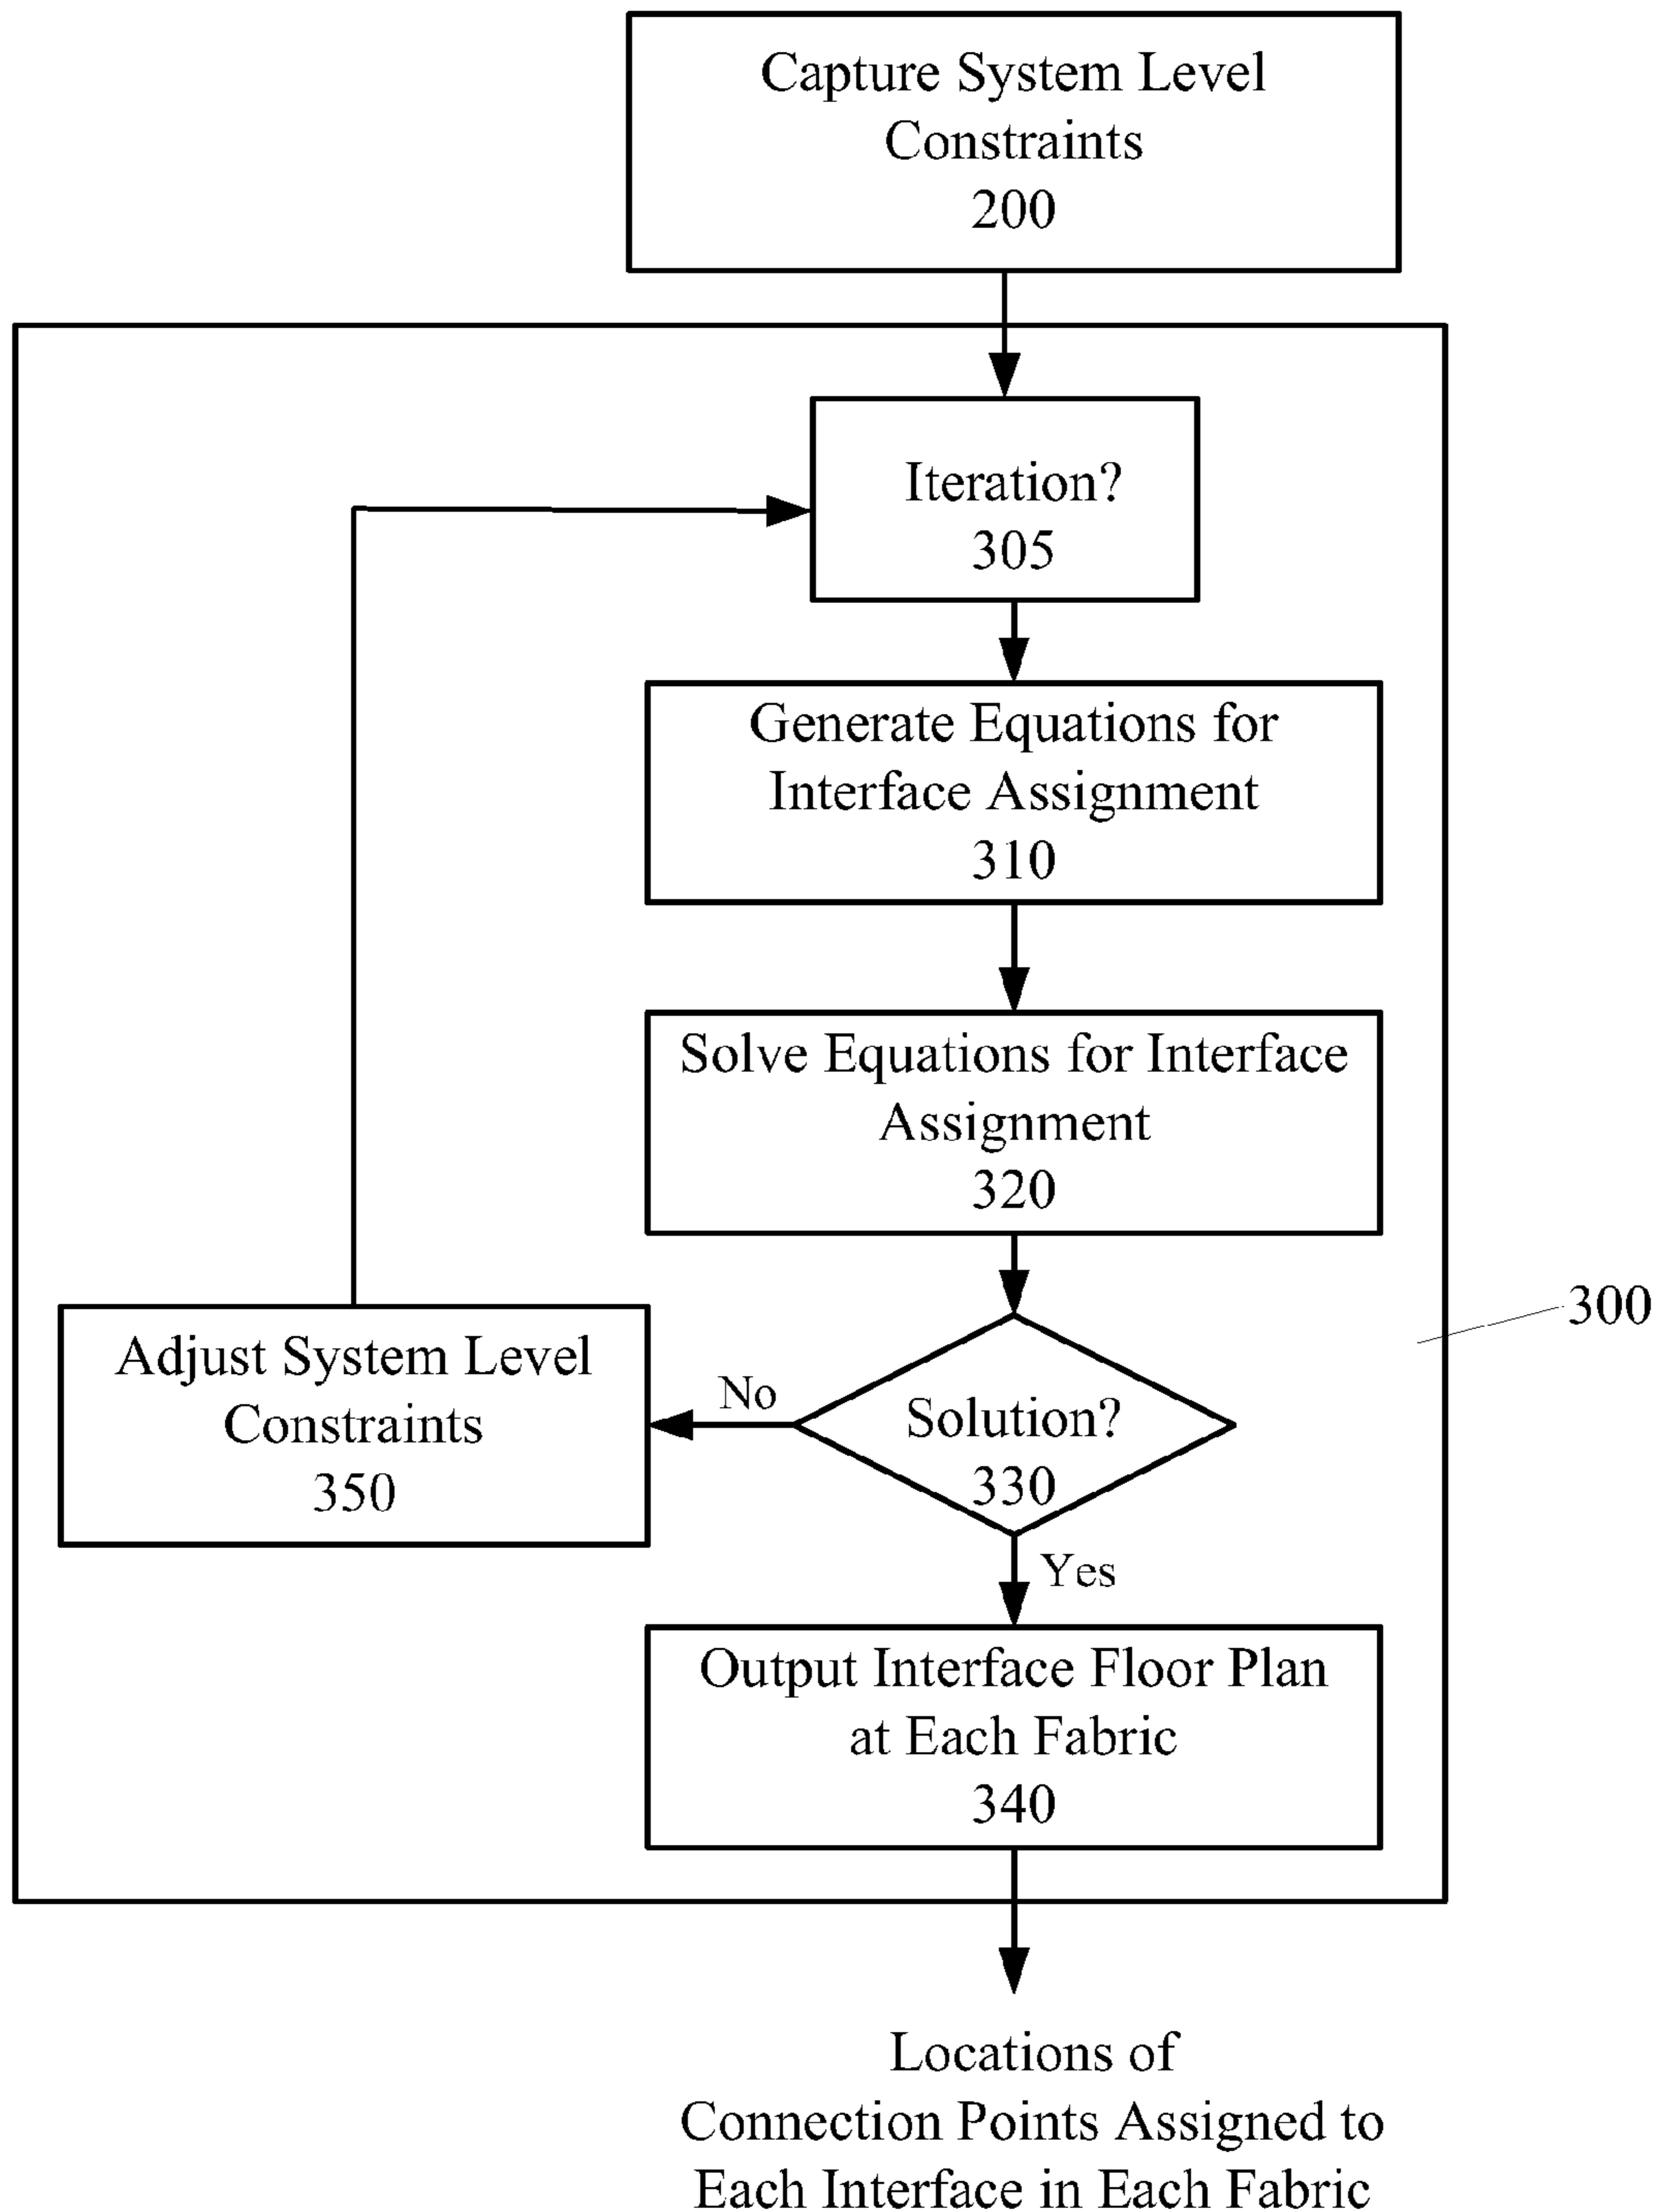 Capture System Level
Constraints
200
Iteration?
305
Generate Equations for
Interface Assignment
310
Solve Equations for Interface
Assignment
320
300
Adjust System Level
Constraints
350
No
Solution?
330
Yes
Output Interface Floor Plan
at Each Fabric
340
Locations of
Connection Points Assigned to
Each Interface in Each Fabric